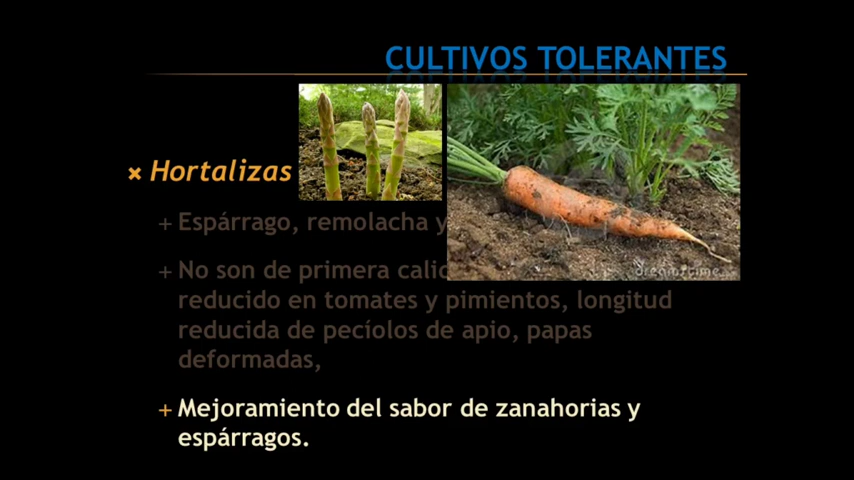 CULTIVOS TOLERANTES
Hortalizas
Espárrago, remolacha y
No son de primera
reducido en tomates y pimientos, longitud
reducida de pecíolos de apio, papas
deformadas,
Mejoramiento del sabor de zanahorias y
espárragos.
dreamstime